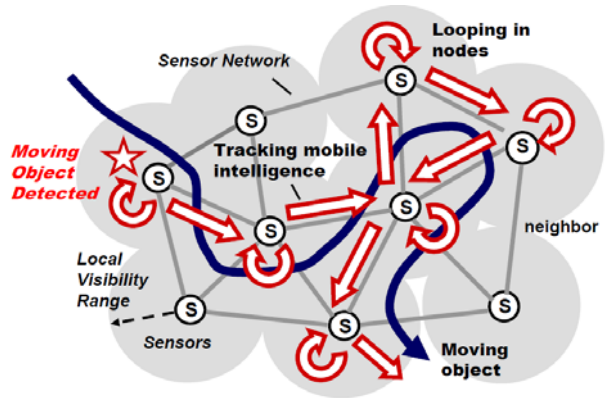 Looping in
nodes
Sensor Network
S
S
S
Moving
Object
Detected
Tracking mobile
intelligence
S
S
S
neighbor
Local
Visibility
Range
S
S
S
Sensors
Moving
object